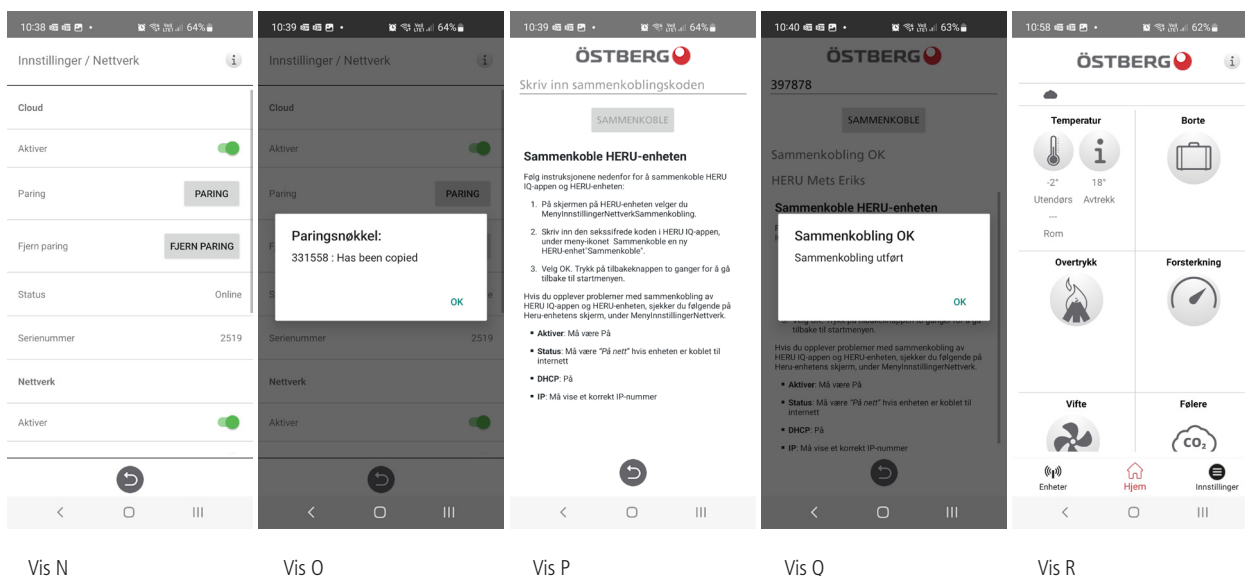 10:38 64%
Innstillinger / Nettverk i
Cloud
Aktiver
Paring PARING
Fjern paring FJERN PARING
Status Online
Serienummer 2519
Nettverk
Aktiver
Vis N
10:39 64%
Innstillinger / Nettverk i
Cloud
Aktiver
Paring PARING
Paringsnøkkel:
331558 : Has been copied
OK
Serienummer 2519
Nettverk
Aktiver
Vis O
10:39 64%
ÖSTBERG
Skriv inn sammenkoblingskoden
SAMMENKOBLE
Sammenkoble HERU-enheten
Følg instruksjonene nedenfor for å sammenkoble HERU
IQ-appen og HERU-enheten:
1. På skjermen på HERU-enheten velger du
MenyInnstillingerNettverkSammenkobling.
2. Skriv inn den sekssifrede koden i HERU IQ-appen,
under meny-ikonet Sammenkoble en ny
HERU-enhet"Sammenkoble".
3. Velg OK. Trykk på tilbakeknappen to ganger for å gå
tilbake til startmenyen.
Hvis du opplever problemer med sammenkobling av
HERU IQ-appen og HERU-enheten, sjekker du følgende på
Heru-enhetens skjerm, under MenyInnstillingerNettverk.
▪ Aktiver: Må være På
▪ Status: Må være "På nett" hvis enheten er koblet til
internett
▪ DHCP: På
▪ IP: Må vise et korrekt IP-nummer
Vis P
10:40 63%
ÖSTBERG
397878
SAMMENKOBLE
Sammenkobling OK
HERU Mets Eriks
Sammenkoble HERU-enheten
Sammenkobling OK
Sammenkobling utført
OK
tilbake til startmenyen.
Hvis du opplever problemer med sammenkobling av
HERU IQ-appen og HERU-enheten, sjekker du følgende på
Heru-enhetens skjerm, under MenyInnstillingerNettverk.
▪ Aktiver: Må være På
▪ Status: Må være "På nett" hvis enheten er koblet til
internett
▪ DHCP: På
▪ IP: Må vise et korrekt IP-nummer
Vis Q
10:58 62%
ÖSTBERG i
Temperatur Borte
-2° 18°
Utendørs Avtrekk
---
Rom
Overtrykk Forsterkning
Vifte Følere
CO₂
Enheter Hjem Innstillinger
Vis R